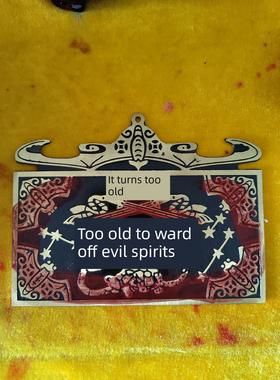 It turns too
old
Too old to ward
off evil spirits